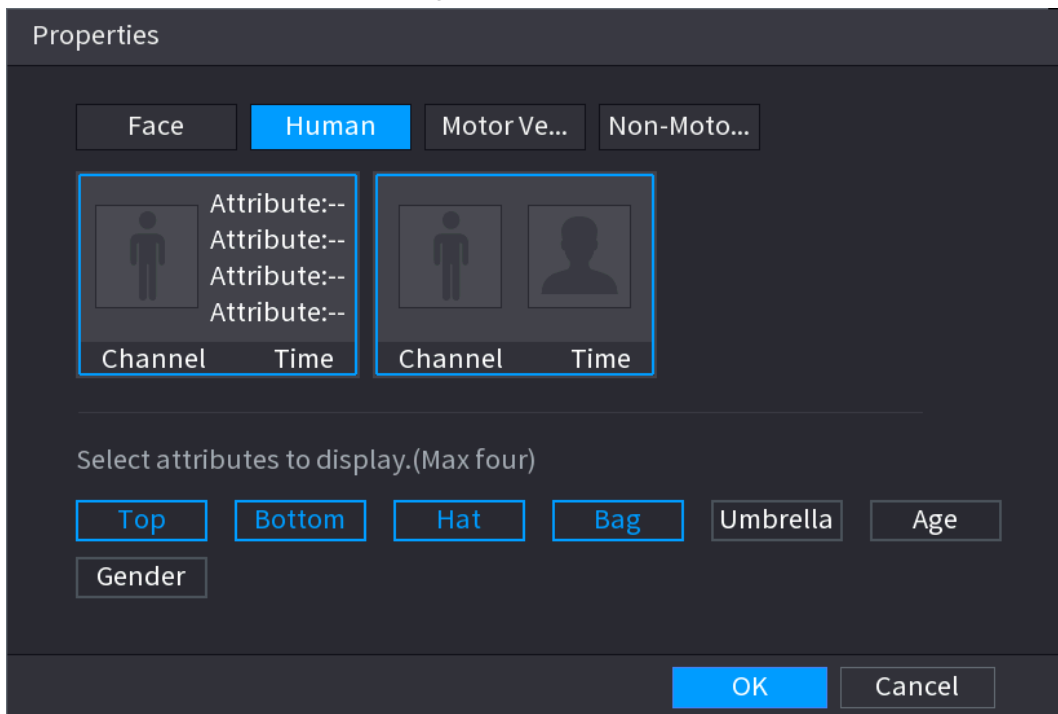 Properties
Face Human Motor Ve... Non-Moto...
Attribute:--
Attribute:--
Attribute:--
Attribute:--
Channel Time Channel Time
Select attributes to display.(Max four)
Top Bottom Hat Bag Umbrella Age
Gender
OK Cancel